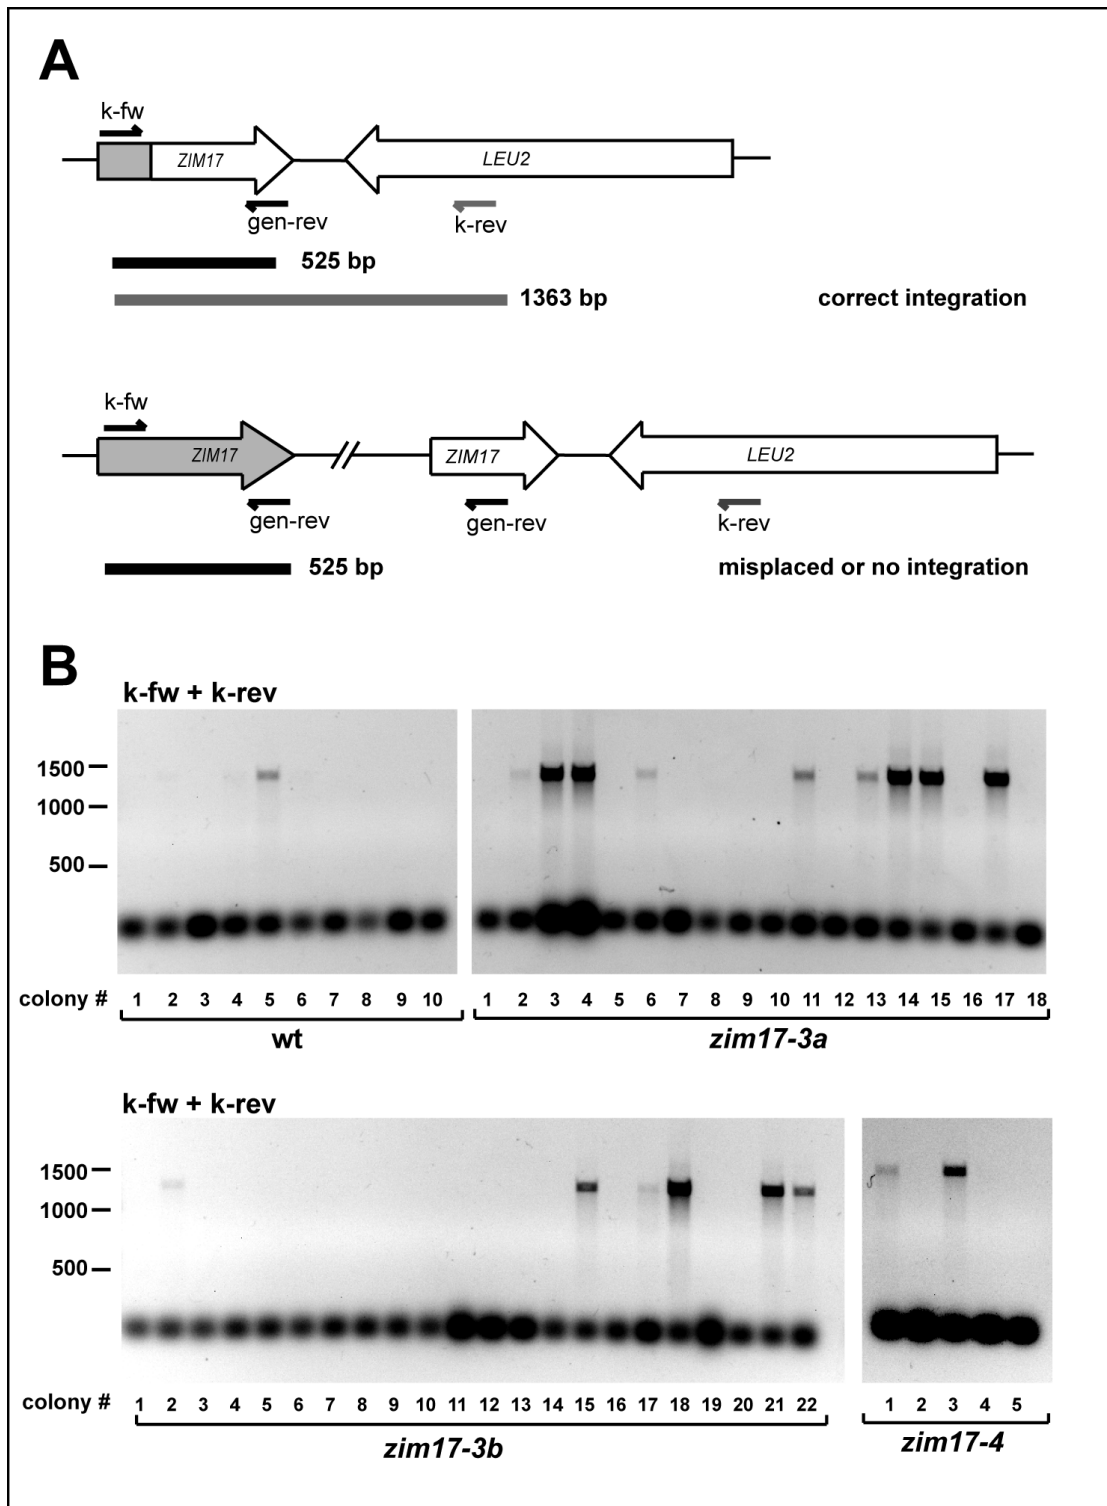 A
k-fw
ZIM17
LEU2
gen-rev
k-rev
525 bp
1363 bp
correct integration
k-fw
ZIM17
ZIM17
LEU2
gen-rev
gen-rev
k-rev
525 bp
misplaced or no integration
B
k-fw + k-rev
1500
1000
500
colony # 1 2 3 4 5 6 7 8 9 10 1 2 3 4 5 6 7 8 9 10 11 12 13 14 15 16 17 18
wt zim17-3a
k-fw + k-rev
1500
1000
500
colony # 1 2 3 4 5 6 7 8 9 10 11 12 13 14 15 16 17 18 19 20 21 22 1 2 3 4 5
zim17-3b zim17-4